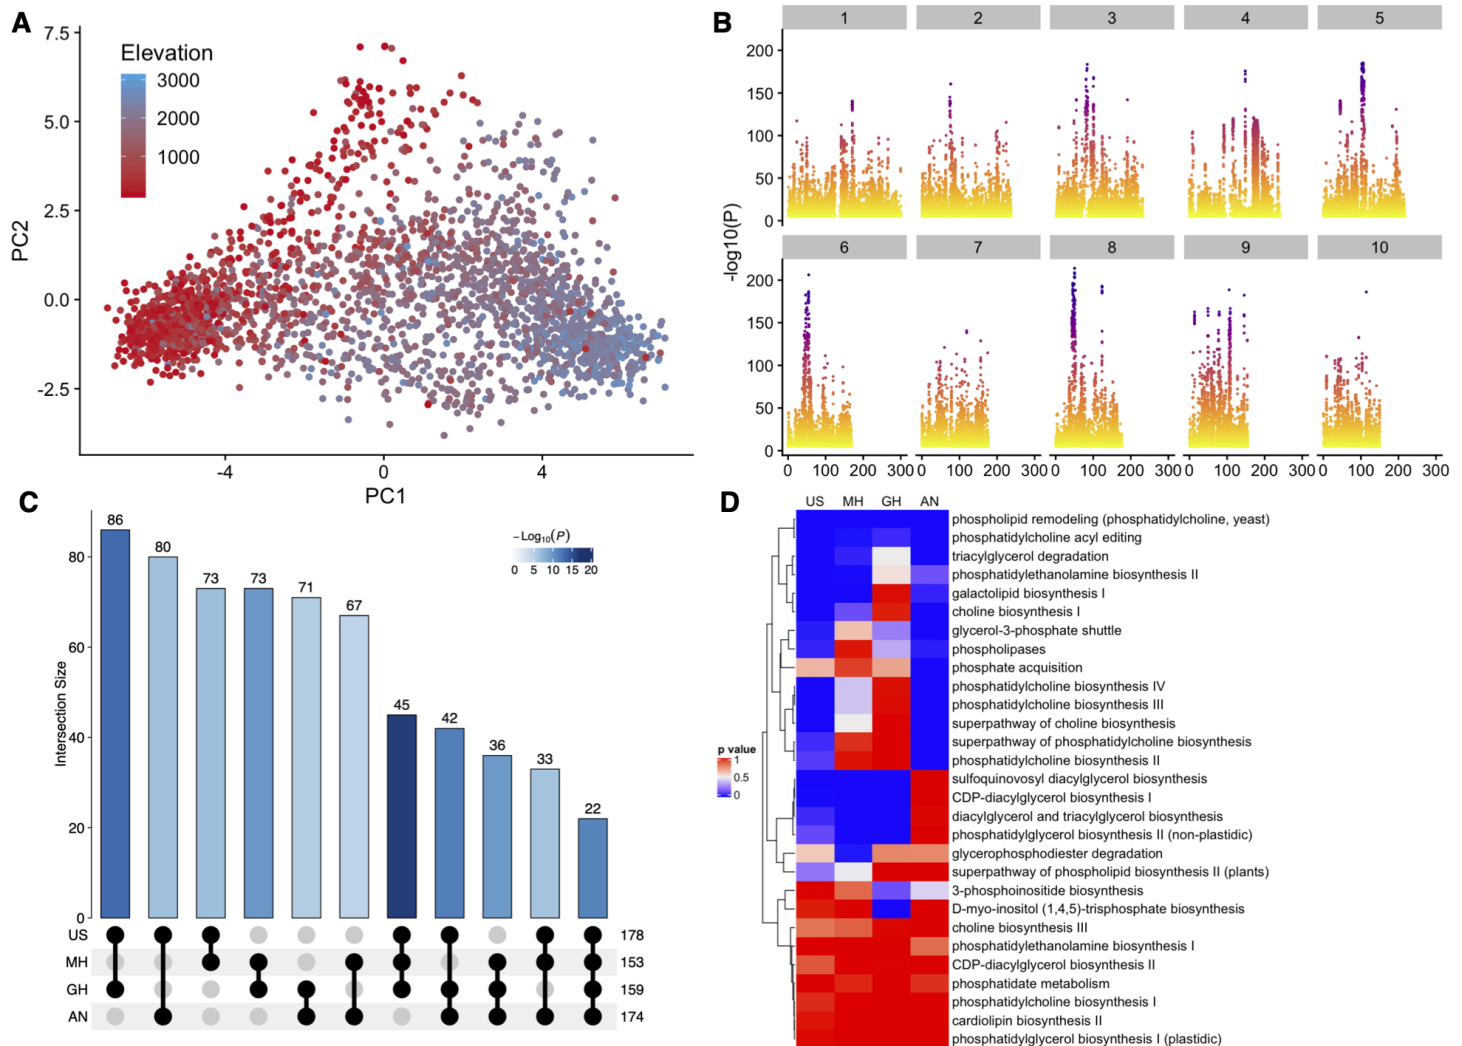 A
7.5
5.0
2.5
0.0
-2.5
PC2
Elevation
3000
2000
1000
-4
0
4
PC1
B
1
2
3
4
5
200
150
100
50
0
-log10(P)
6
7
8
9
10
200
150
100
50
0
0 100 200 300
0 100 200 300
0 100 200 300
0 100 200 300
0 100 200 300
C
86
80
73
73
71
67
45
42
36
33
22
−Log10(P)
0 5 10 15 20
Intersection Size
80
60
40
20
0
US 178
MH 153
GH 159
AN 174
D
US MH GH AN
phospholipid remodeling (phosphatidylcholine, yeast)
phosphatidylcholine acyl editing
triacylglycerol degradation
phosphatidylethanolamine biosynthesis II
galactolipid biosynthesis I
choline biosynthesis I
glycerol-3-phosphate shuttle
phospholipases
phosphate acquisition
phosphatidylcholine biosynthesis IV
phosphatidylcholine biosynthesis III
superpathway of choline biosynthesis
superpathway of phosphatidylcholine biosynthesis
phosphatidylcholine biosynthesis II
sulfoquinovosyl diacylglycerol biosynthesis
CDP-diacylglycerol biosynthesis I
diacylglycerol and triacylglycerol biosynthesis
phosphatidylglycerol biosynthesis II (non-plastidic)
glycerophosphodiester degradation
superpathway of phospholipid biosynthesis II (plants)
3-phosphoinositide biosynthesis
D-myo-inositol (1,4,5)-trisphosphate biosynthesis
choline biosynthesis III
phosphatidylethanolamine biosynthesis I
CDP-diacylglycerol biosynthesis II
phosphatidate metabolism
phosphatidylcholine biosynthesis I
cardiolipin biosynthesis II
phosphatidylglycerol biosynthesis I (plastidic)
p value
1
0.5
0